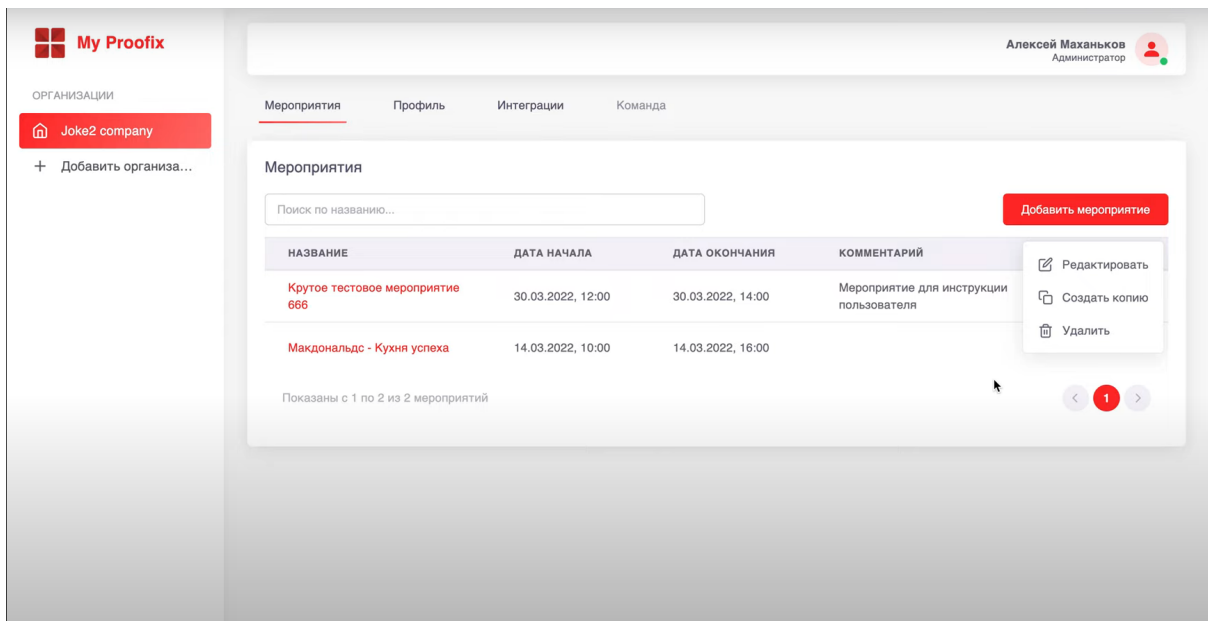 My Proofix
Алексей Маханьков
Администратор
ОРГАНИЗАЦИИ
Joke2 company
Добавить организа...
Мероприятия Профиль Интеграции Команда
Мероприятия
Поиск по названию...
Добавить мероприятие
НАЗВАНИЕ ДАТА НАЧАЛА ДАТА ОКОНЧАНИЯ КОММЕНТАРИЙ
Крутое тестовое мероприятие
666
30.03.2022, 12:00 30.03.2022, 14:00
Мероприятие для инструкции
пользователя
Макдональдс - Кухня успеха 14.03.2022, 10:00 14.03.2022, 16:00
Редактировать
Создать копию
Удалить
Показаны с 1 по 2 из 2 мероприятий
1